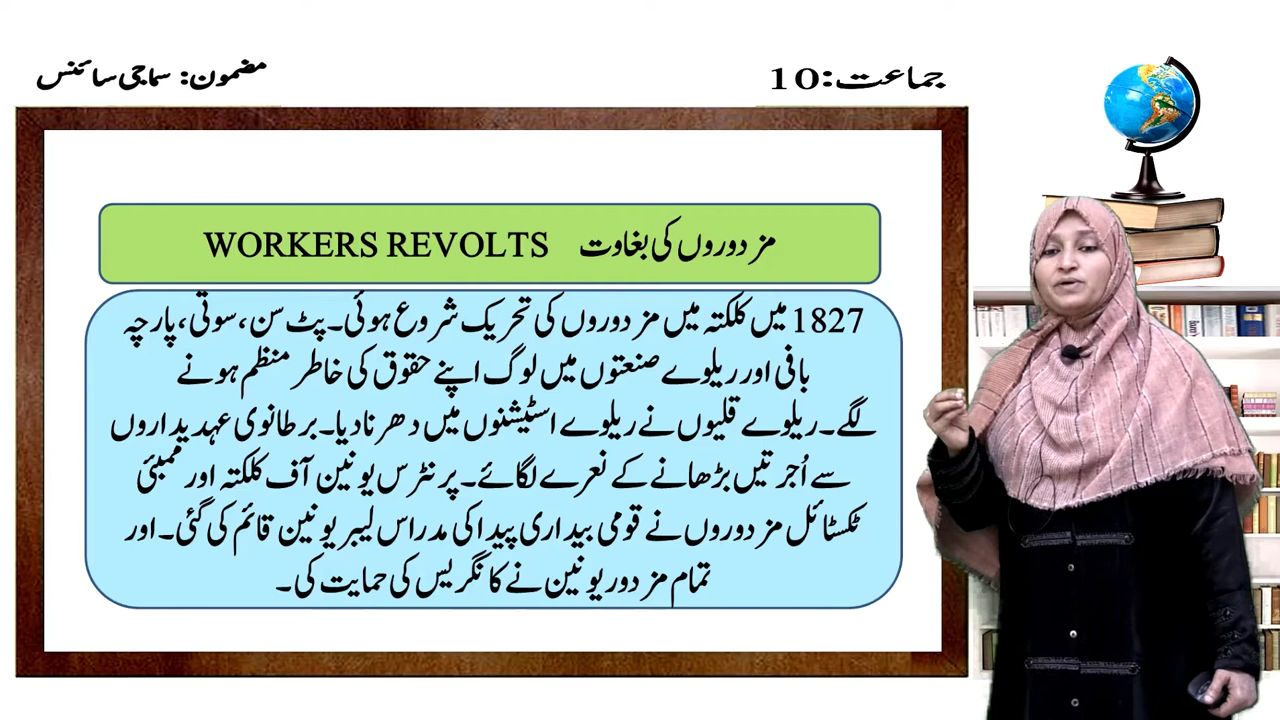 جماعت:10
مضمون: سماجی سائنس
مزدوروں کی بغاوت WORKERS REVOLTS
1827 میں کلکتہ میں مزدوروں کی تحریک شروع ہوئی۔پٹ سن،سوتی،پارچہ
بافی اور ریلوے صنعتوں میں لوگ اپنے حقوق کی خاطر منظم ہونے
لگے۔ریلوے قلیوں نے ریلوے اسٹیشنوں میں دھرنادیا۔برطانوی عہدیداروں
سے اُجرتیں بڑھانے کے نعرے لگائے۔پرنٹرس یونین آف کلکتہ اور ممبئی
ٹکسٹائل مزدوروں نے قومی بیداری پیدا کی مدراس لیبر یونین قائم کی گئی۔اور
تمام مزدور یونین نے کانگریس کی حمایت کی۔